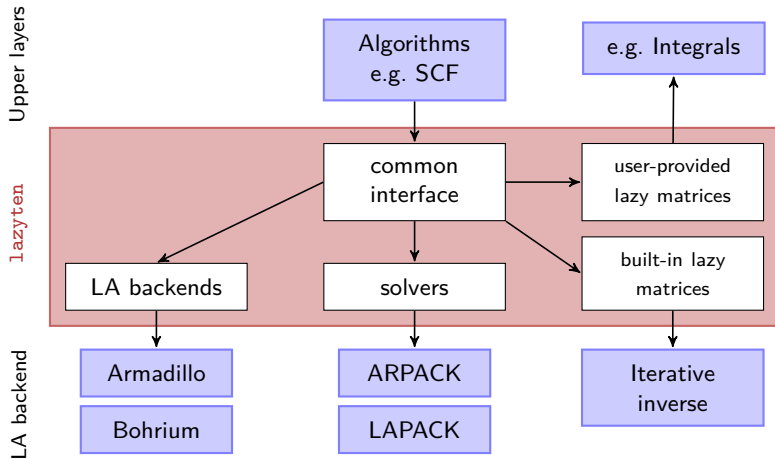 Upper layers
Algorithms
e.g. SCF
e.g. Integrals
lazyten
common
interface
user-provided
lazy matrices
LA backends
solvers
built-in lazy
matrices
LA backend
Armadillo
ARPACK
Iterative
inverse
Bohrium
LAPACK